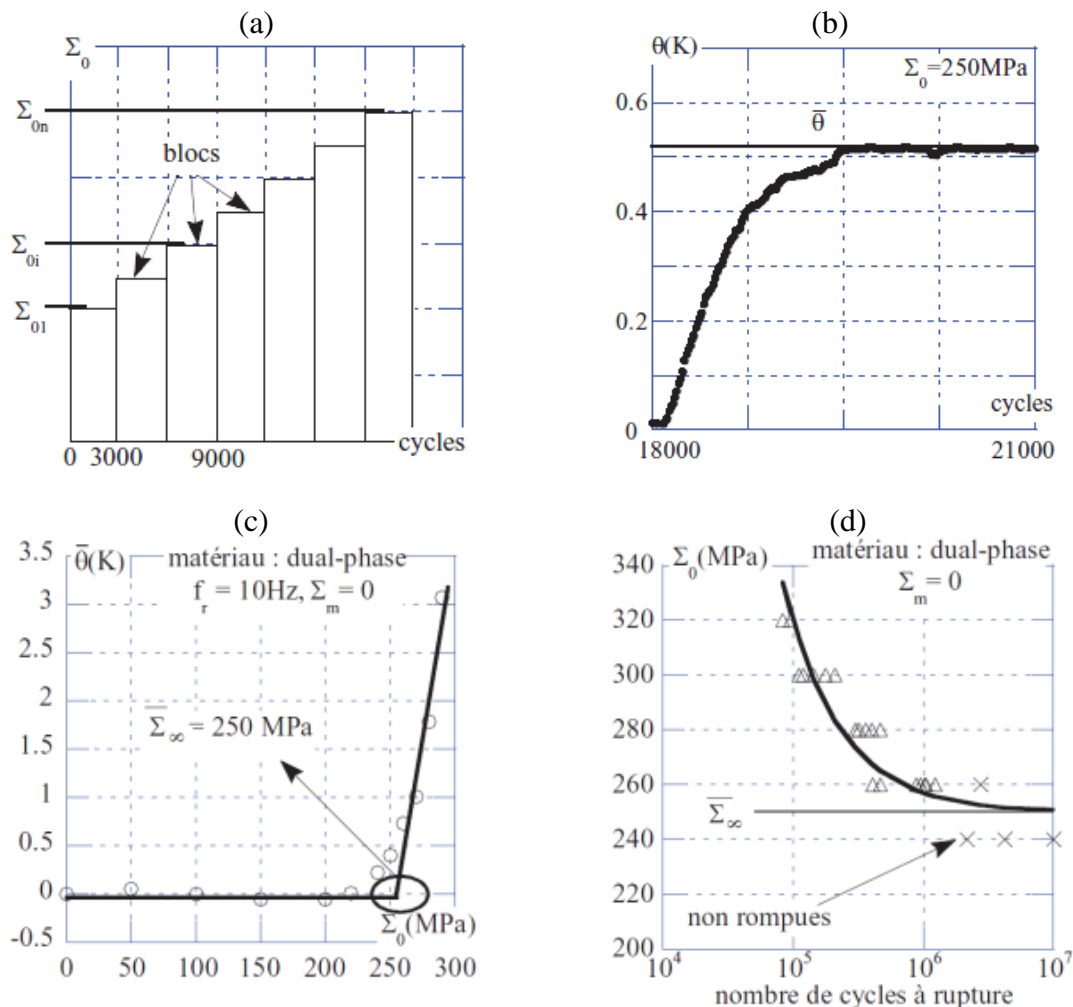 (a)
Σ0
Σ0n
blocs
Σ0i
Σ01
0 3000 9000 cycles
(b)
θ(K)
Σ0=250MPa
0.6
θ̅
0.4
0.2
cycles
0
18000 21000
(c)
θ̅(K) matériau : dual-phase
fr = 10Hz, Σm = 0
3.5
3
2.5
2
Σ̅∞ = 250 MPa
1.5
1
0.5
0
Σ0(MPa)
-0.5
0 50 100 150 200 250 300
(d)
Σ0(MPa) matériau : dual-phase
Σm = 0
340
320
300
280
260
Σ̅∞
240
220
non rompues
200
10^4 10^5 10^6 10^7
nombre de cycles à rupture